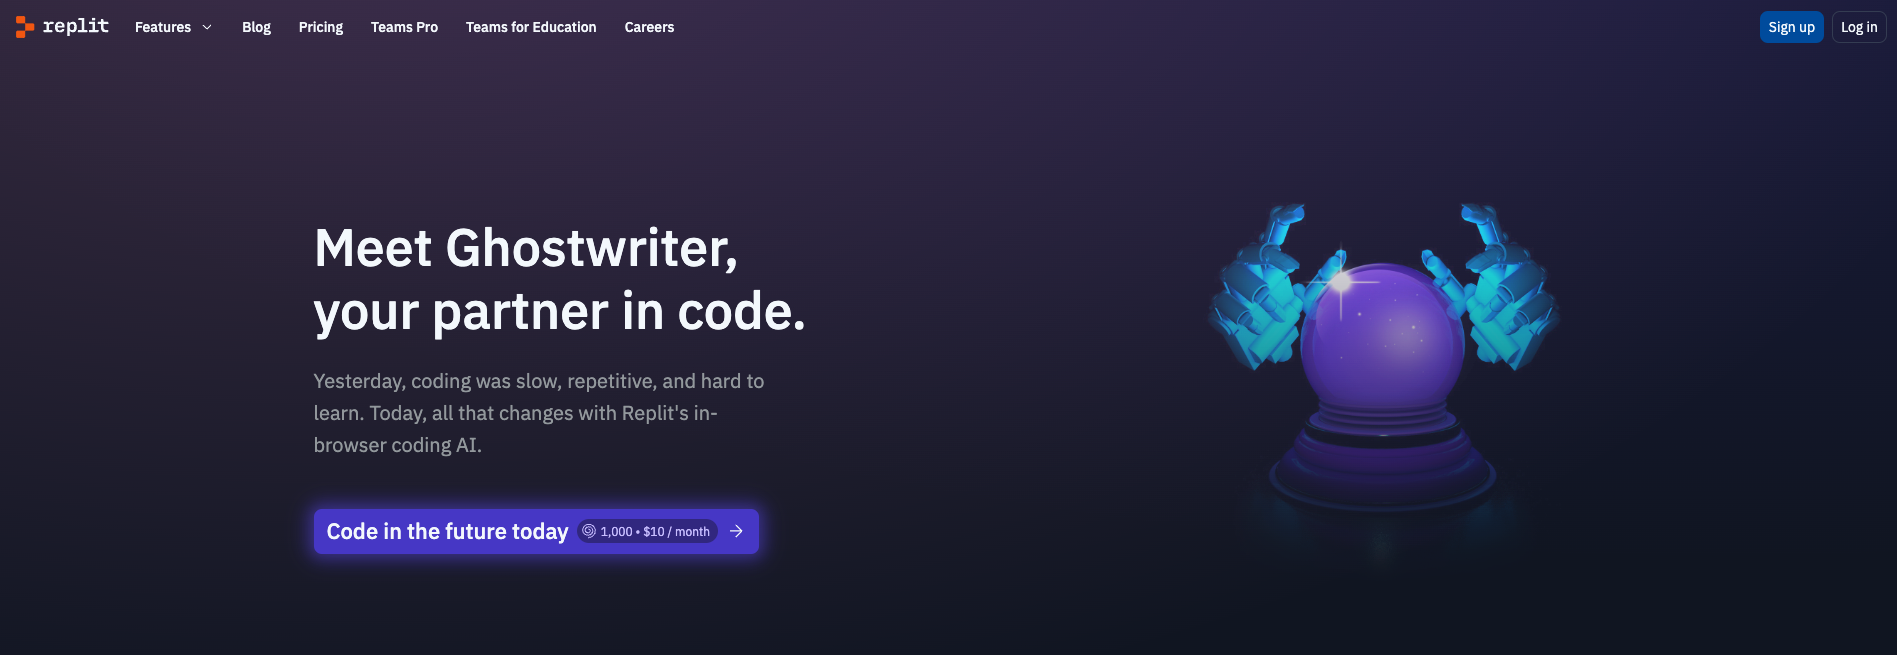 replit
Features
Blog
Pricing
Teams Pro
Teams for Education
Careers
Sign up
Log in
Meet Ghostwriter,
your partner in code.
Yesterday, coding was slow, repetitive, and hard to
learn. Today, all that changes with Replit's in-
browser coding AI.
Code in the future today 1,000 • $10 / month →